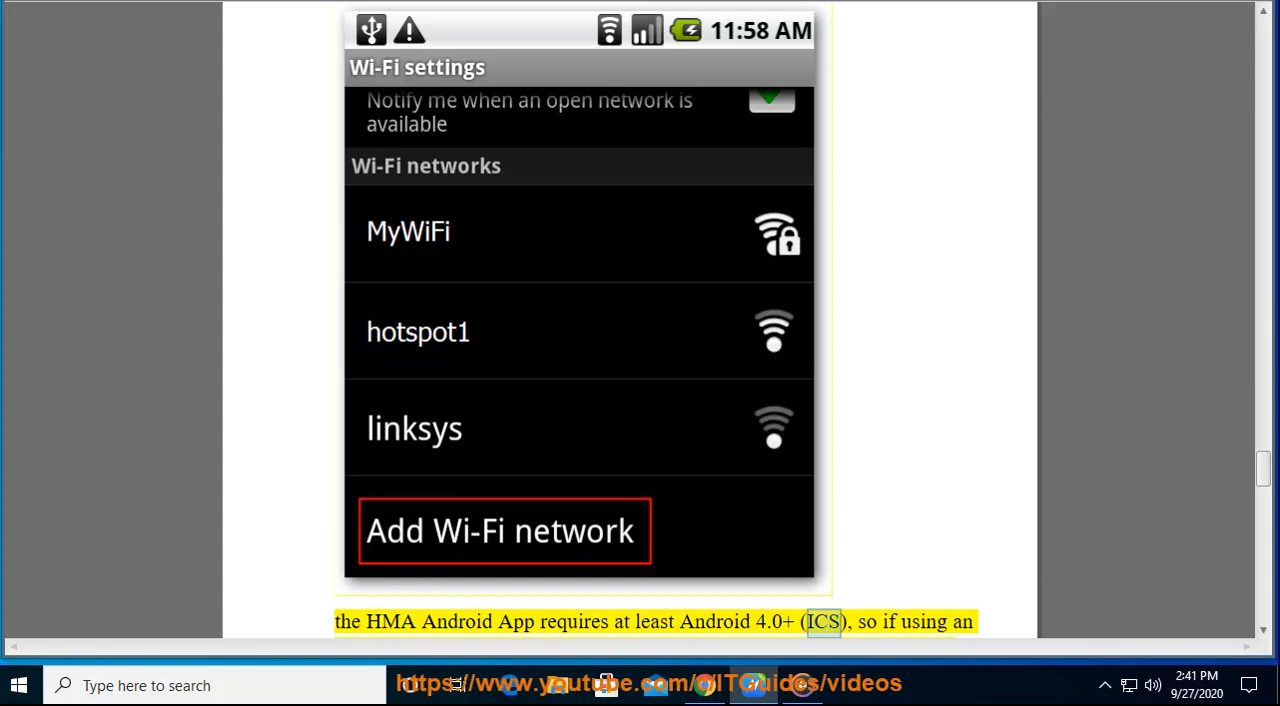 11:58 AM
Wi-Fi settings
Notify me when an open network is
available
Wi-Fi networks
MyWiFi
hotspot1
linksys
Add Wi-Fi network
the HMA Android App requires at least Android 4.0+ (ICS), so if using an
Type here to search
https://www.youtube.com/c/ITGuides/videos
2:41 PM
9/27/2020